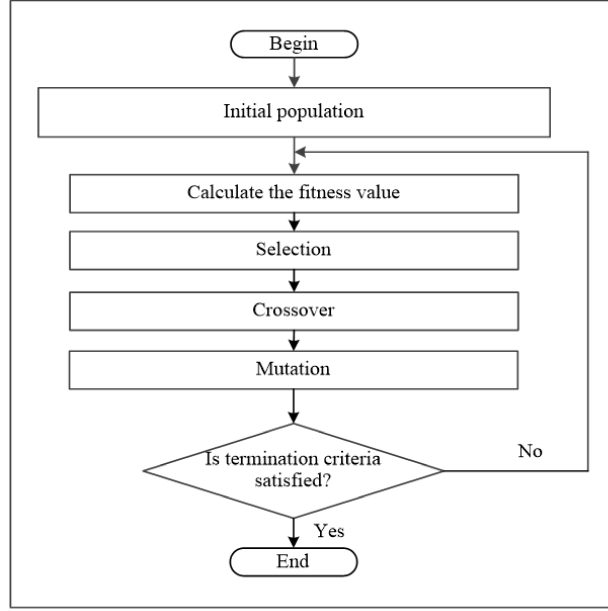 Begin
Initial population
Calculate the fitness value
Selection
Crossover
Mutation
Is termination criteria
satisfied?
No
Yes
End